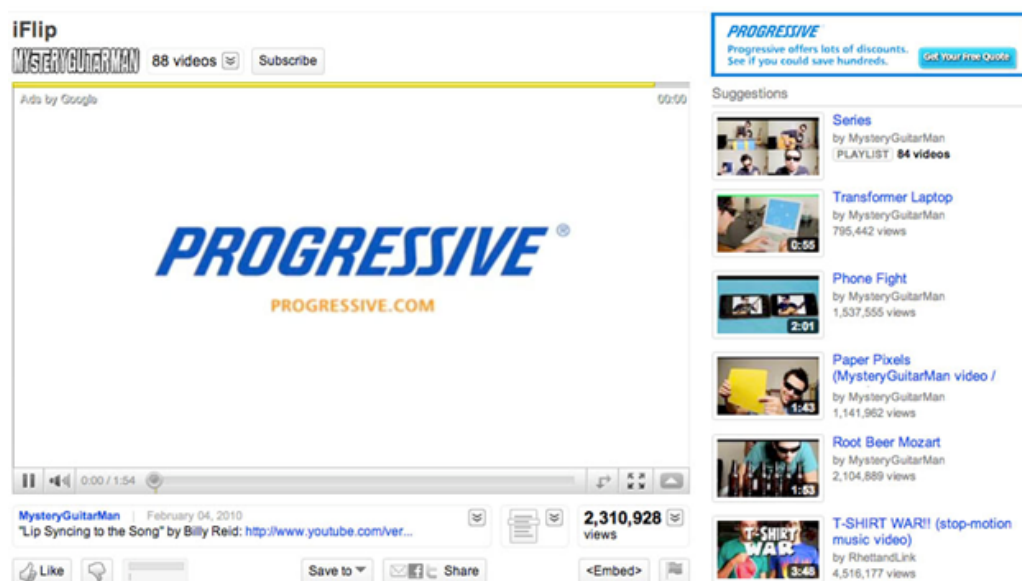 iFlip
MYSTERYGUITARMAN 88 videos Subscribe
Ads by Google 00:00
PROGRESSIVE®
PROGRESSIVE.COM
0:00 / 1:54
MysteryGuitarMan | February 04, 2010
"Lip Syncing to the Song" by Billy Reid: http://www.youtube.com/ver...
2,310,928
views
Like
Save to
Share
<Embed>
PROGRESSIVE
Progressive offers lots of discounts.
See if you could save hundreds.
Get Your Free Quote
Suggestions
Series
by MysteryGuitarMan
PLAYLIST 84 videos
0:55
Transformer Laptop
by MysteryGuitarMan
795,442 views
2:01
Phone Fight
by MysteryGuitarMan
1,537,555 views
1:43
Paper Pixels
(MysteryGuitarMan video /
by MysteryGuitarMan
1,141,962 views
1:53
Root Beer Mozart
by MysteryGuitarMan
2,104,889 views
T-SHIRT
WAR
3:48
T-SHIRT WAR!! (stop-motion
music video)
by RhettandLink
4,516,177 views